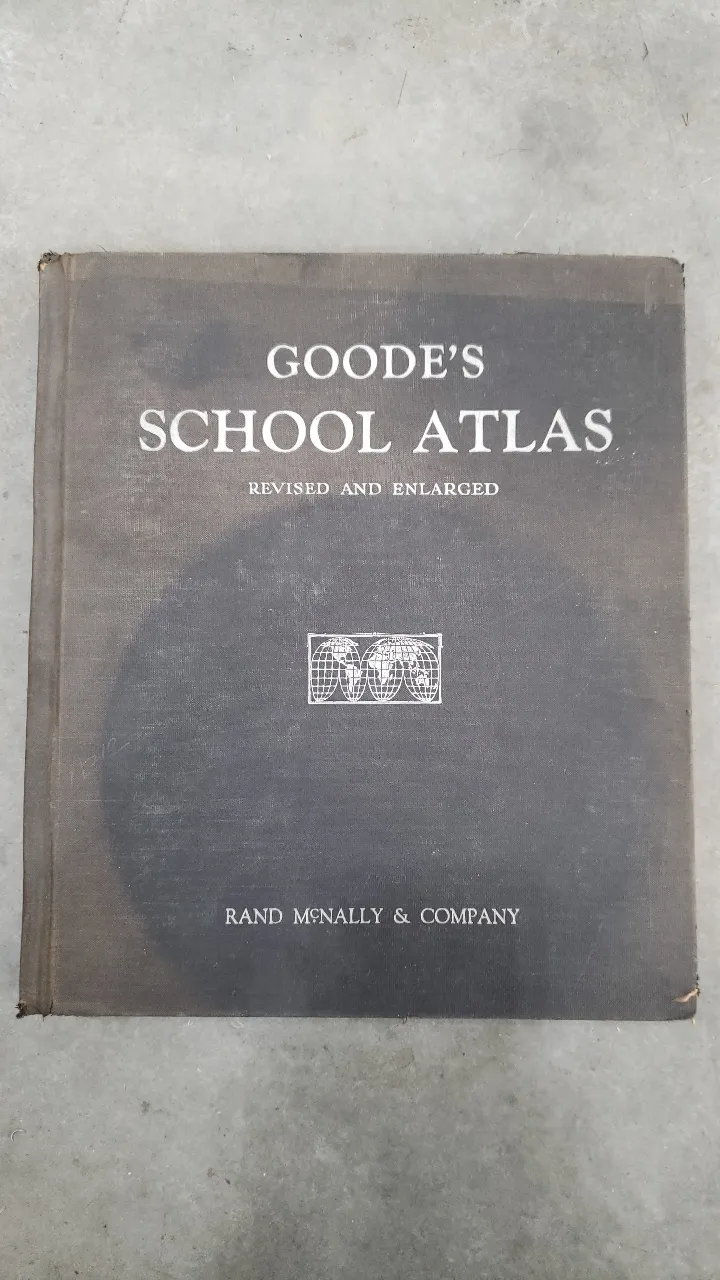 GOODE'S
SCHOOL ATLAS
REVISED AND ENLARGED
RAND McNALLY & COMPANY